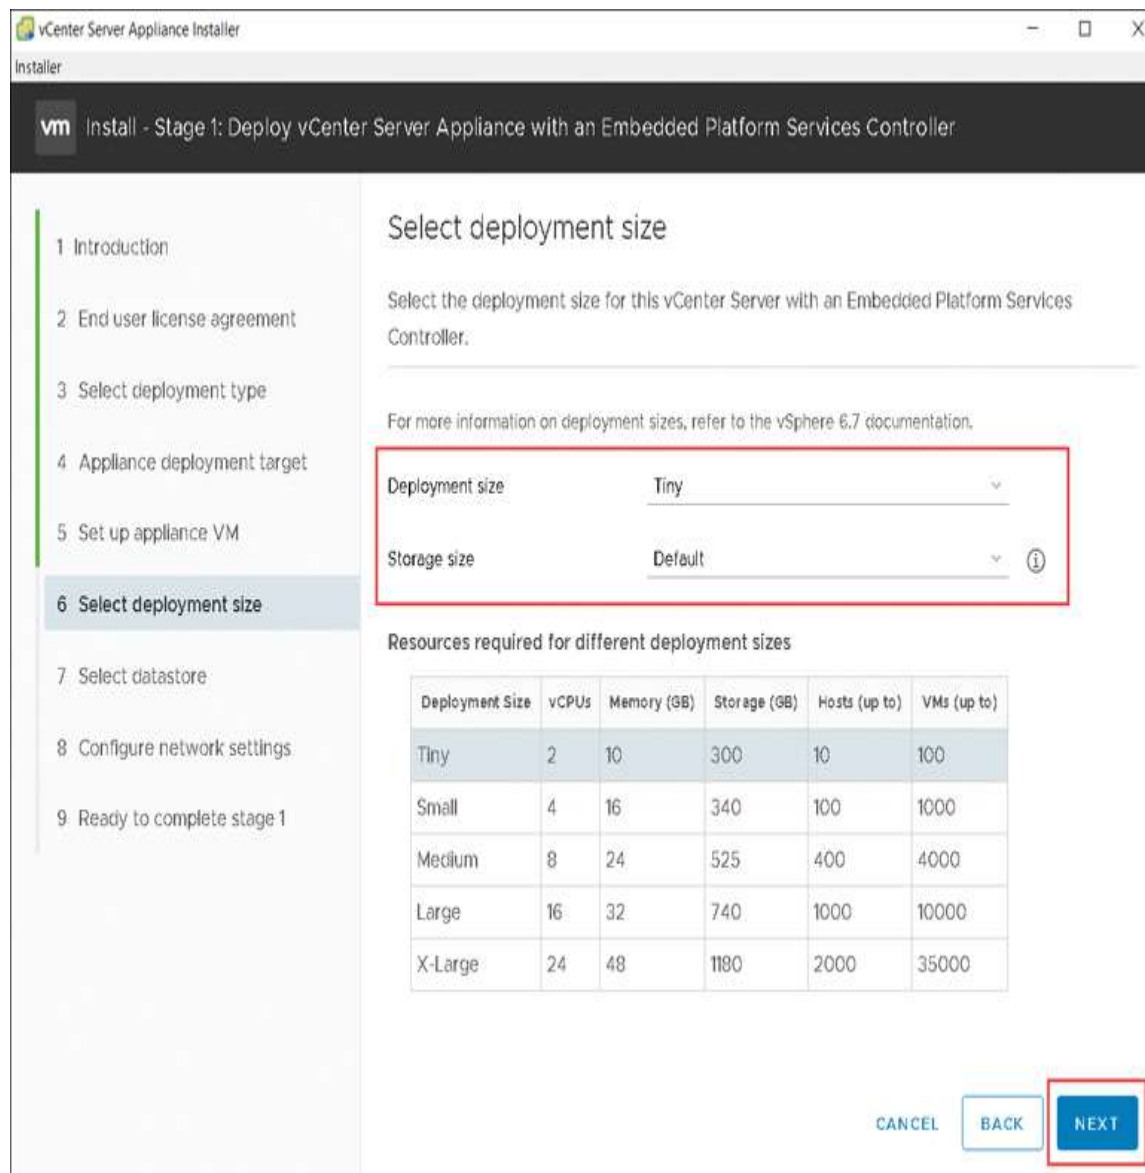 vCenter Server Appliance Installer
Installer
vm Install - Stage 1: Deploy vCenter Server Appliance with an Embedded Platform Services Controller
1 Introduction
2 End user license agreement
3 Select deployment type
4 Appliance deployment target
5 Set up appliance VM
6 Select deployment size
7 Select datastore
8 Configure network settings
9 Ready to complete stage 1
Select deployment size
Select the deployment size for this vCenter Server with an Embedded Platform Services
Controller.
For more information on deployment sizes, refer to the vSphere 6.7 documentation.
Deployment size Tiny
Storage size Default
Resources required for different deployment sizes
Deployment Size vCPUs Memory (GB) Storage (GB) Hosts (up to) VMs (up to)
Tiny 2 10 300 10 100
Small 4 16 340 100 1000
Medium 8 24 525 400 4000
Large 16 32 740 1000 10000
X-Large 24 48 1180 2000 35000
CANCEL BACK NEXT